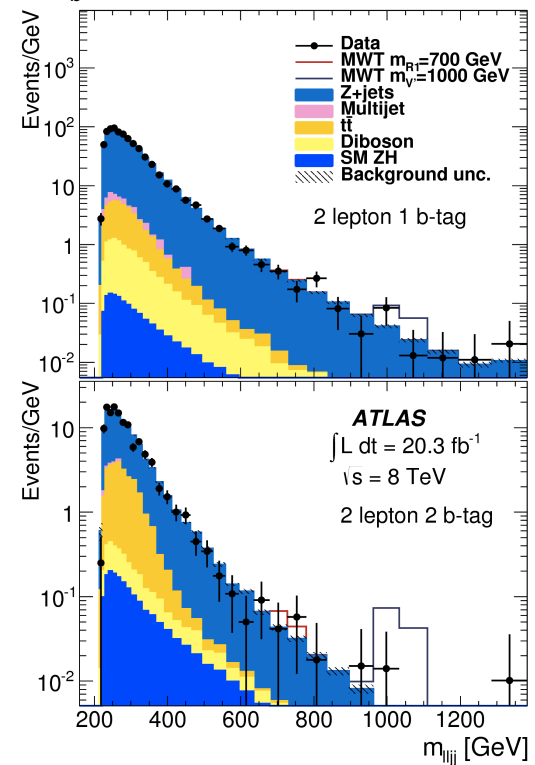 Events/GeV
10³
10²
10
1
10⁻¹
10⁻²
Data
MWT m_R1=700 GeV
MWT m_V'=1000 GeV
Z+jets
Multijet
tt̄
Diboson
SM ZH
Background unc.
2 lepton 1 b-tag
Events/GeV
10
1
10⁻¹
10⁻²
ATLAS
∫L dt = 20.3 fb⁻¹
√s = 8 TeV
2 lepton 2 b-tag
200 400 600 800 1000 1200
m_lljj [GeV]